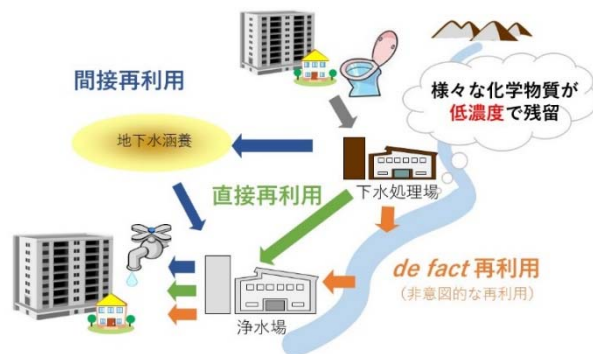 間接再利用
様々な化学物質が
低濃度で残留
地下水涵養
直接再利用
下水処理場
de fact 再利用
（非意図的な再利用）
浄水場